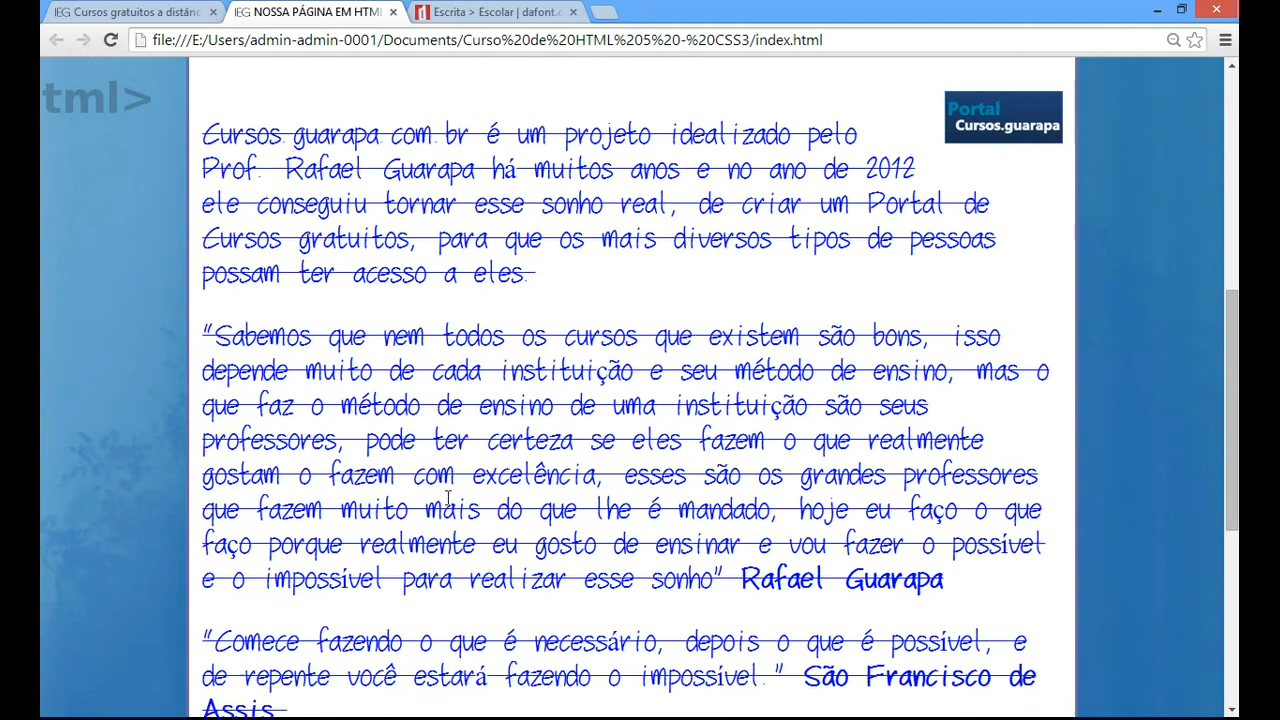 IEG Cursos gratuitos a distânc
IEG NOSSA PÁGINA EM HTML
Escrita > Escolar | dafont.c
file:///E:/Users/admin-admin-0001/Documents/Curso%20de%20HTML%205%20-%20CSS3/index.html
tml>
Portal
Cursos.guarapa
Cursos.guarapa.com.br é um projeto idealizado pelo
Prof. Rafael Guarapa há muitos anos e no ano de 2012
ele conseguiu tornar esse sonho real, de criar um Portal de
Cursos gratuitos, para que os mais diversos tipos de pessoas
possam ter acesso a eles.
"Sabemos que nem todos os cursos que existem são bons, isso
depende muito de cada instituição e seu método de ensino, mas o
que faz o método de ensino de uma instituição são seus
professores, pode ter certeza se eles fazem o que realmente
gostam o fazem com excelência, esses são os grandes professores
que fazem muito mais do que lhe é mandado, hoje eu faço o que
faço porque realmente eu gosto de ensinar e vou fazer o possível
e o impossível para realizar esse sonho" Rafael Guarapa
"Comece fazendo o que é necessário, depois o que é possível, e
de repente você estará fazendo o impossível." São Francisco de
Assis